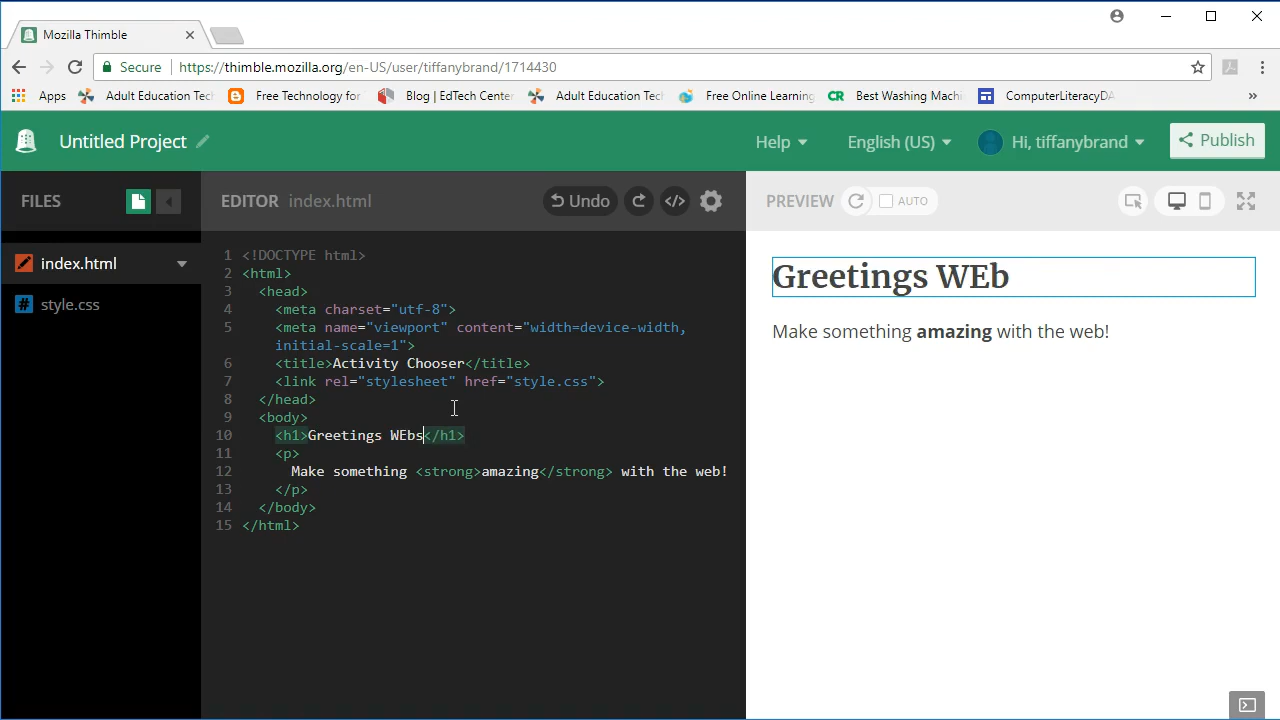 Mozilla Thimble
Secure https://thimble.mozilla.org/en-US/user/tiffanybrand/1714430
Apps Adult Education Tec Free Technology for Blog | EdTech Center Adult Education Tec Free Online Learning Best Washing Machi ComputerLiteracyDA »
Untitled Project Help English (US) Hi, tiffanybrand Publish
FILES EDITOR index.html Undo </> PREVIEW AUTO
index.html
style.css
1 <!DOCTYPE html>
2 <html>
3 <head>
4 <meta charset="utf-8">
5 <meta name="viewport" content="width=device-width,
initial-scale=1">
6 <title>Activity Chooser</title>
7 <link rel="stylesheet" href="style.css">
8 </head>
9 <body>
10 <h1>Greetings WEbs</h1>
11 <p>
12 Make something <strong>amazing</strong> with the web!
13 </p>
14 </body>
15 </html>
Greetings WEb
Make something amazing with the web!